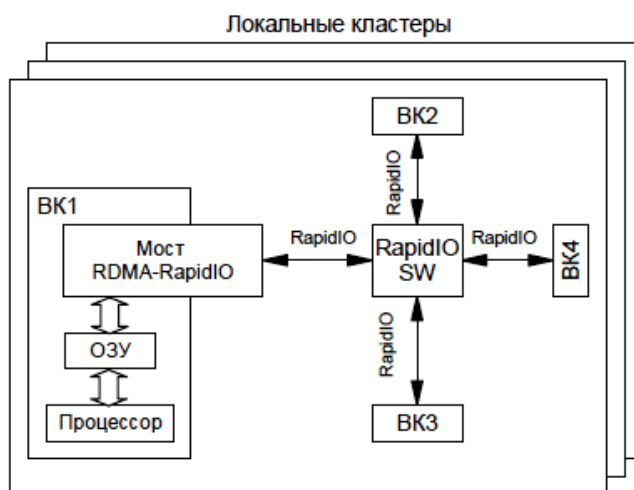 Локальные кластеры
ВК2
RapidIO
ВК1
Мост
RDMA-RapidIO
RapidIO
RapidIO
SW
RapidIO
ВК4
ОЗУ
RapidIO
Процессор
ВК3